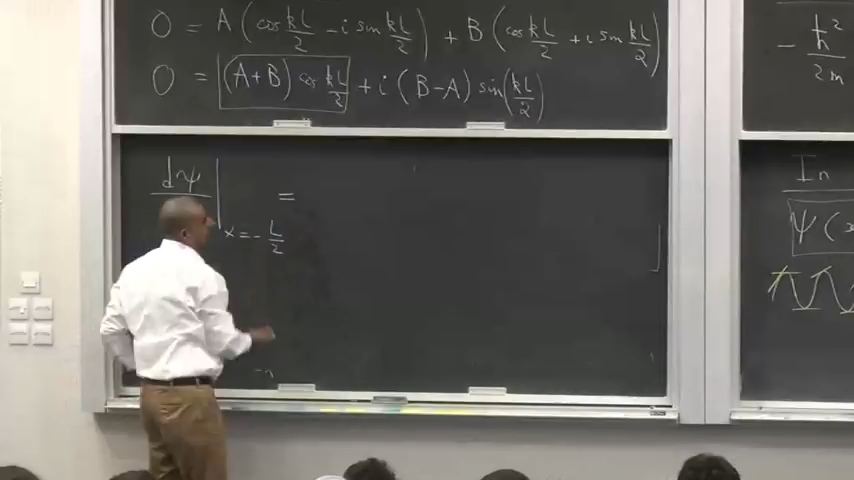 0 = A(cos kL/2 - i sin kL/2) + B(cos kL/2 + i sin kL/2)
0 = (A+B) cos kL/2 + i(B-A) sin(kL/2)
dψ | x = -L/2 =
- ħ²/2m
In
ψ(x